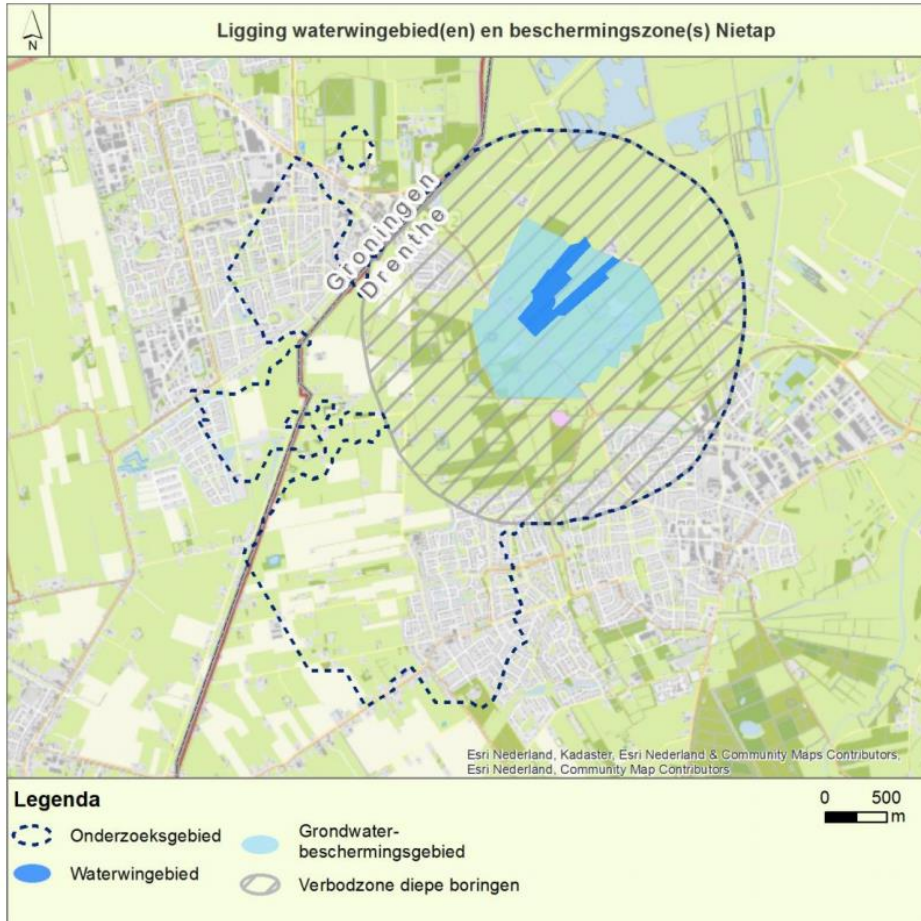 N
Ligging waterwingebied(en) en beschermingszone(s) Nietap
Groningen
Drenthe
Esri Nederland, Kadaster, Esri Nederland & Community Maps Contributors,
Esri Nederland, Community Map Contributors
Legenda
Onderzoeksgebied
Waterwingebied
Grondwater-
beschermingsgebied
Verbodzone diepe boringen
0 500
m